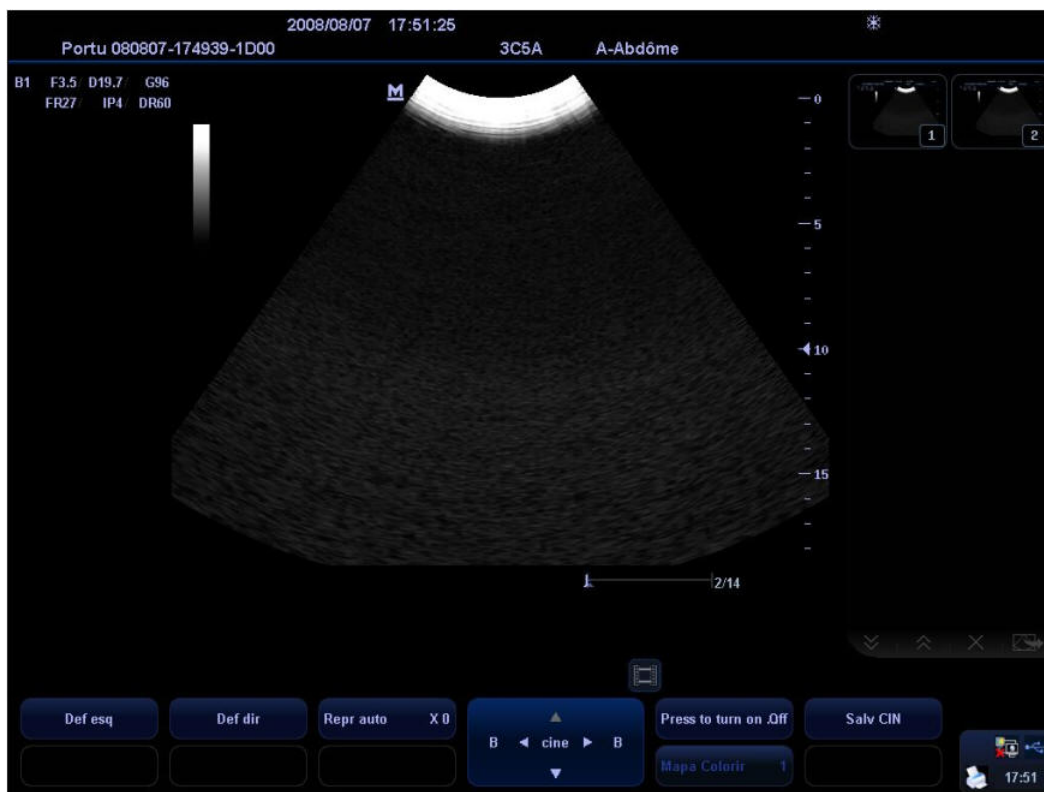 2008/08/07 17:51:25
Portu 080807-174939-1D00 3C5A A-Abdôme
B1 F3.5 D19.7 G96
FR27 IP4 DR60
M
0
5
10
15
1
2
2/14
Def esq
Def dir
Repr auto X 0
B cine B
Press to turn on .Off
Salv CIN
Mapa Colorir 1
17:51